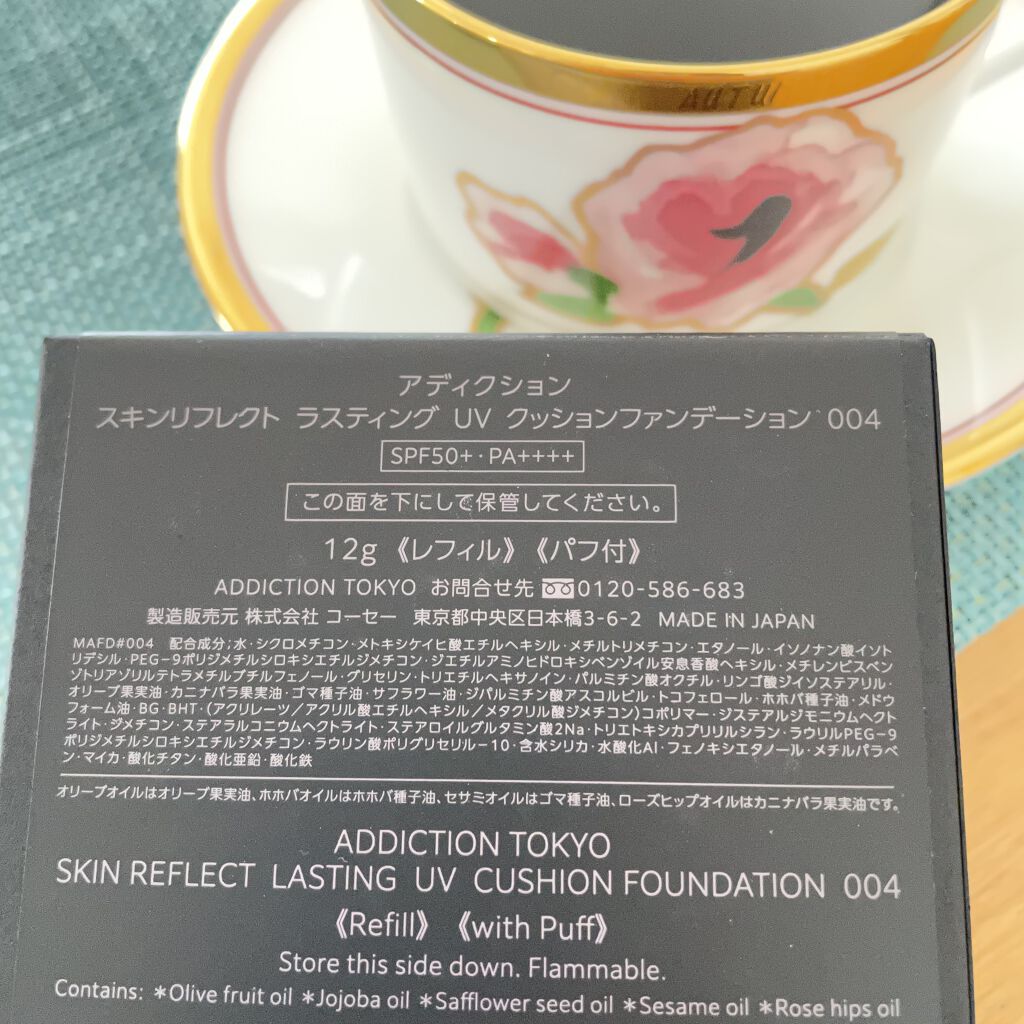 アディクション
スキンリフレクト ラスティング UV クッションファンデーション 004
SPF50+・PA++++
この面を下にして保管してください。
12g 《レフィル》《パフ付》
ADDICTION TOKYO お問合せ先 0120-586-683
製造販売元 株式会社 コーセー 東京都中央区日本橋3-6-2 MADE IN JAPAN
MAFD#004 配合成分;水・シクロメチコン・メトキシケイヒ酸エチルヘキシル・メチルトリメチコン・エタノール・イソノナン酸イソト
リデシル・PEG-9ポリジメチルシロキシエチルジメチコン・ジエチルアミノヒドロキシベンゾイル安息香酸ヘキシル・メチレンビスベン
ゾトリアゾリルテトラメチルブチルフェノール・グリセリン・トリエチルヘキサノイン・パルミチン酸オクチル・リンゴ酸ジイソステアリル・
オリーブ果実油・カニナバラ果実油・ゴマ種子油・サフラワー油・ジパルミチン酸アスコルビル・トコフェロール・ホホバ種子油・メドウ
フォーム油・BG・BHT・(アクリレーツ/アクリル酸エチルヘキシル/メタクリル酸ジメチコン)コポリマー・ジステアルジモニウムヘクト
ライト・ジメチコン・ステアラルコニウムヘクトライト・ステアロイルグルタミン酸2Na・トリエトキシカプリリルシラン・ラウリルPEG-9
ポリジメチルシロキシエチルジメチコン・ラウリン酸ポリグリセリル-10・含水シリカ・水酸化Al・フェノキシエタノール・メチルパラベ
ン・マイカ・酸化チタン・酸化亜鉛・酸化鉄
オリーブオイルはオリーブ果実油、ホホバオイルはホホバ種子油、セサミオイルはゴマ種子油、ローズヒップオイルはカニナバラ果実油です。
ADDICTION TOKYO
SKIN REFLECT LASTING UV CUSHION FOUNDATION 004
《Refill》 《with Puff》
Store this side down. Flammable.
Contains: *Olive fruit oil *Jojoba oil *Safflower seed oil *Sesame oil *Rose hips oil